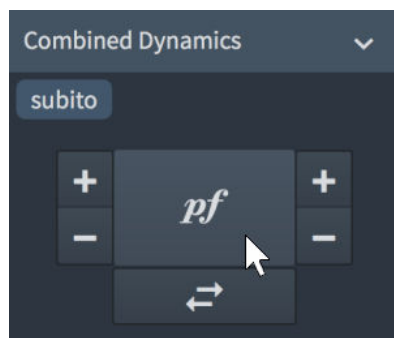 Combined Dynamics
subito
+ pf +
− −